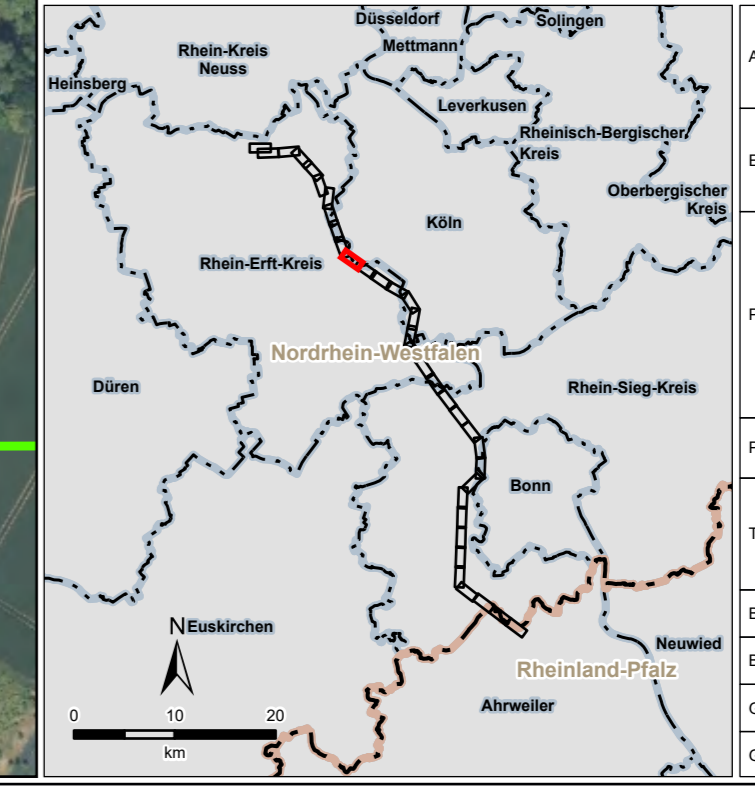 Düsseldorf
Solingen
Mettmann
Rhein-Kreis
Neuss
Heinsberg
Leverkusen
Rheinisch-Bergischer
Kreis
Oberbergischer
Kreis
Köln
Rhein-Erft-Kreis
Nordrhein-Westfalen
Düren
Rhein-Sieg-Kreis
Bonn
N
Euskirchen
Neuwied
Rheinland-Pfalz
Ahrweiler
0 10 20
km